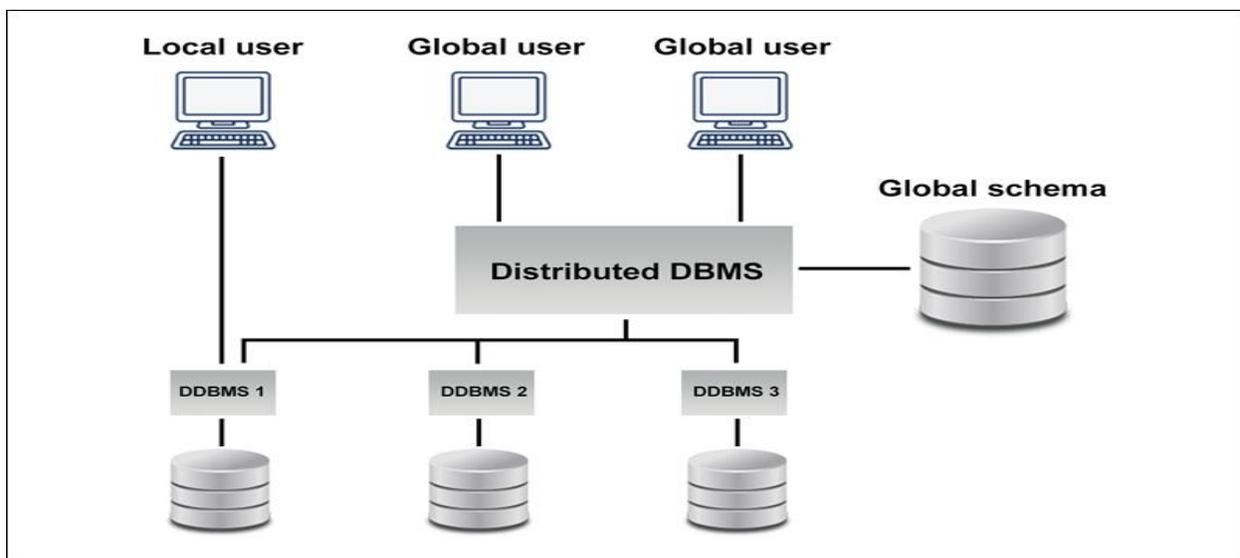 Local user
Global user
Global user
Global schema
Distributed DBMS
DDBMS 1
DDBMS 2
DDBMS 3